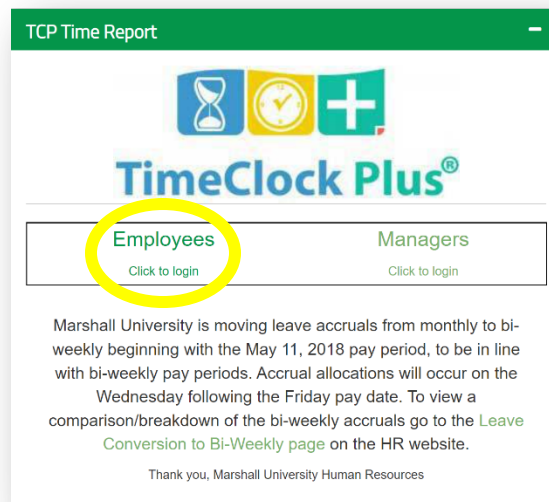 TCP Time Report
TimeClock Plus®
Employees Managers
Click to login Click to login
Marshall University is moving leave accruals from monthly to bi-
weekly beginning with the May 11, 2018 pay period, to be in line
with bi-weekly pay periods. Accrual allocations will occur on the
Wednesday following the Friday pay date. To view a
comparison/breakdown of the bi-weekly accruals go to the Leave
Conversion to Bi-Weekly page on the HR website.
Thank you, Marshall University Human Resources